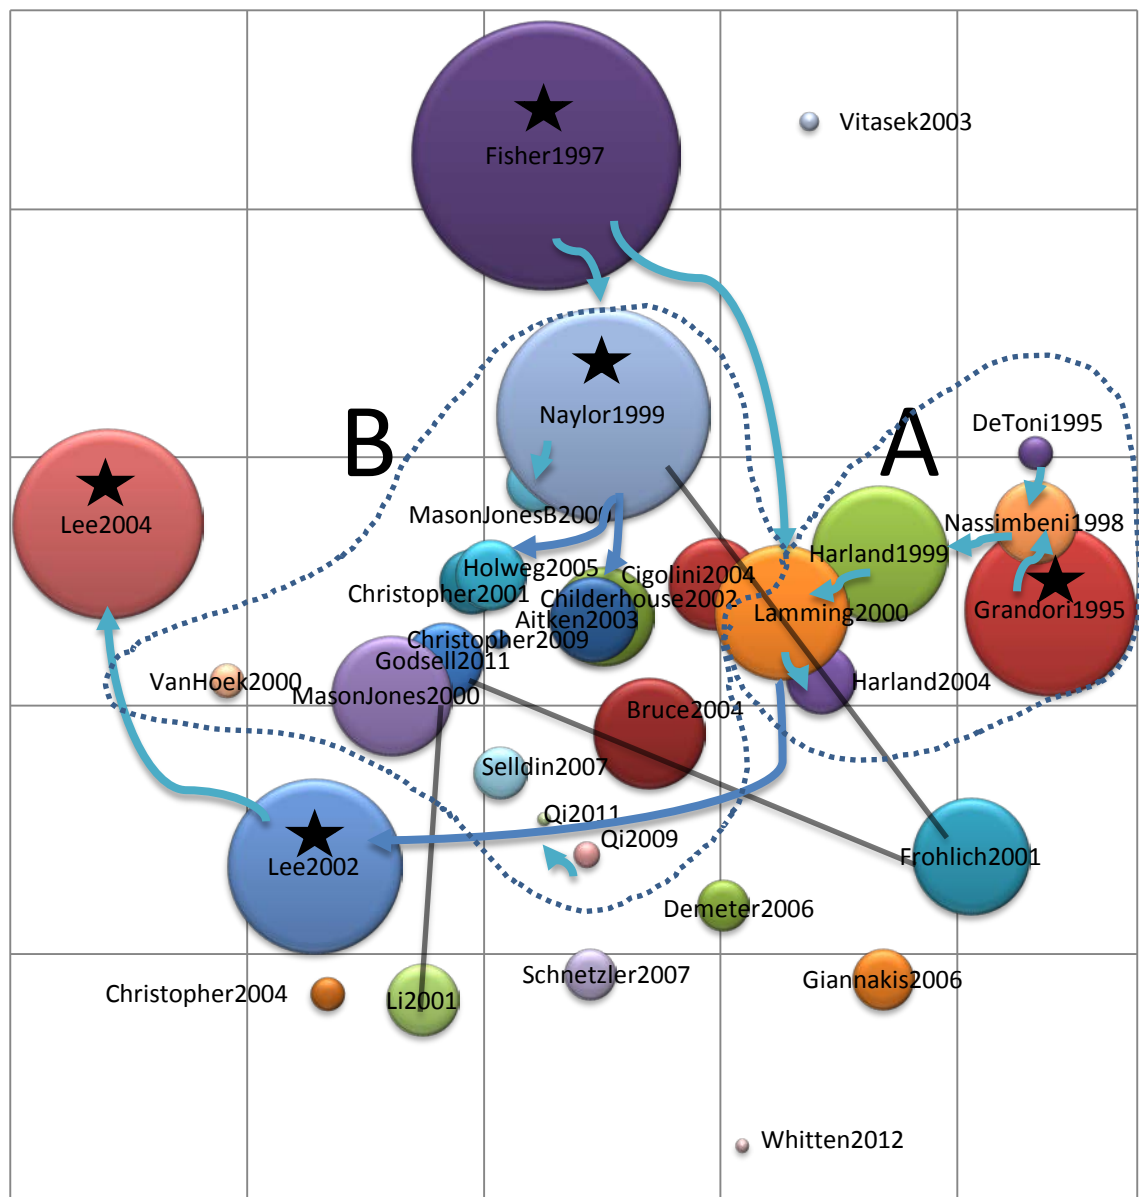 Vitasek2003
Fisher1997
B
Naylor1999
A
DeToni1995
Lee2004
MasonJonesB2000
Nassimbeni1998
Harland1999
Holweg2005
Cigolini2004
Christopher2001
Childerhouse2002
Lamming2000
Grandori1995
Aitken2003
Christopher2009
Godsell2011
VanHoek2000
MasonJones2000
Harland2004
Bruce2004
Selldin2007
Qi2011
Qi2009
Lee2002
Frohlich2001
Demeter2006
Schnetzler2007
Giannakis2006
Christopher2004
Li2001
Whitten2012